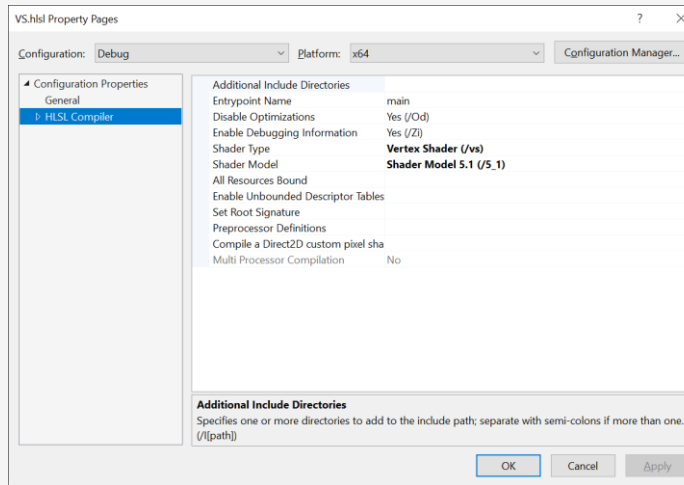 VS.hlsl Property Pages ? ×
Configuration: Debug Platform: x64 Configuration Manager...
Configuration Properties
General
HLSL Compiler
Additional Include Directories
Entrypoint Name main
Disable Optimizations Yes (/Od)
Enable Debugging Information Yes (/Zi)
Shader Type Vertex Shader (/vs)
Shader Model Shader Model 5.1 (/5_1)
All Resources Bound
Enable Unbounded Descriptor Tables
Set Root Signature
Preprocessor Definitions
Compile a Direct2D custom pixel sha
Multi Processor Compilation No
Additional Include Directories
Specifies one or more directories to add to the include path; separate with semi-colons if more than one.
(/I[path])
OK Cancel Apply